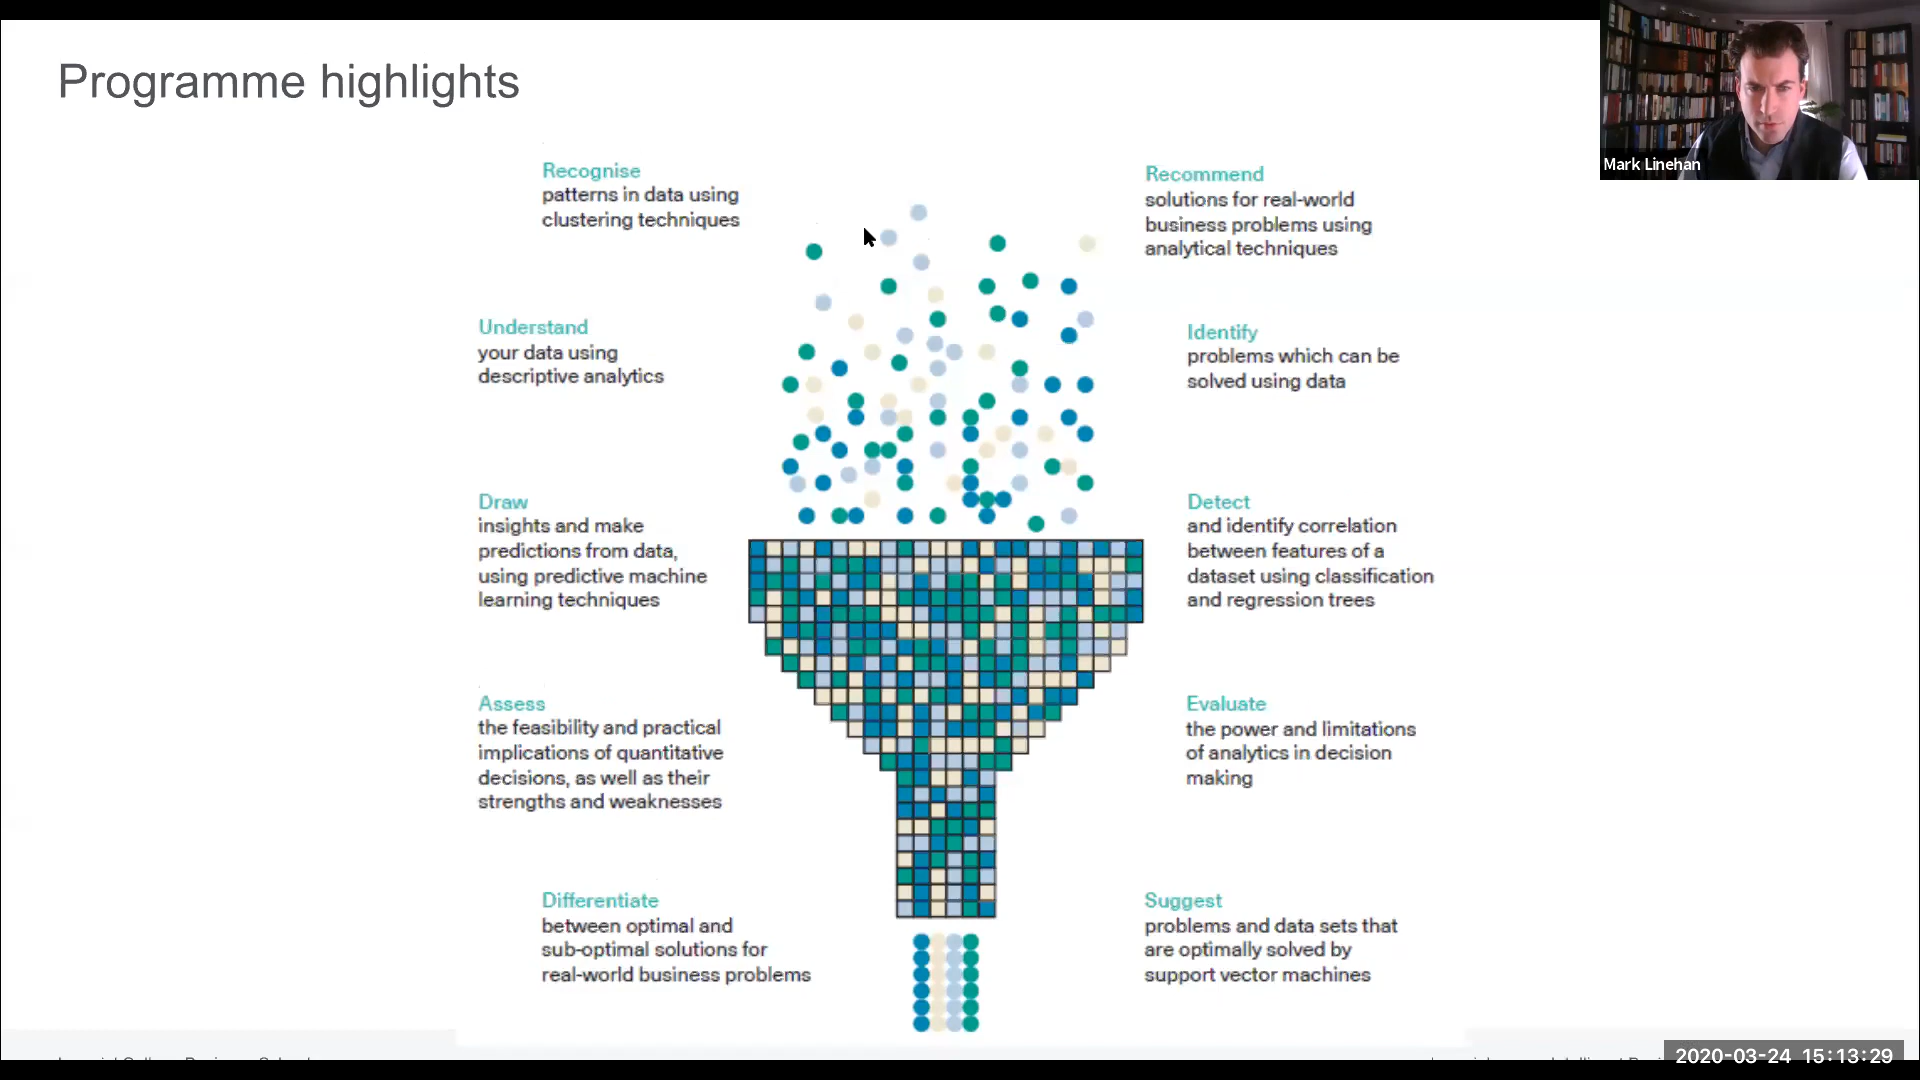 Programme highlights
Mark Linehan
Recognise
patterns in data using
clustering techniques
Understand
your data using
descriptive analytics
Draw
insights and make
predictions from data,
using predictive machine
learning techniques
Assess
the feasibility and practical
implications of quantitative
decisions, as well as their
strengths and weaknesses
Differentiate
between optimal and
sub-optimal solutions for
real-world business problems
Recommend
solutions for real-world
business problems using
analytical techniques
Identify
problems which can be
solved using data
Detect
and identify correlation
between features of a
dataset using classification
and regression trees
Evaluate
the power and limitations
of analytics in decision
making
Suggest
problems and data sets that
are optimally solved by
support vector machines
2020-03-24 15:13:29